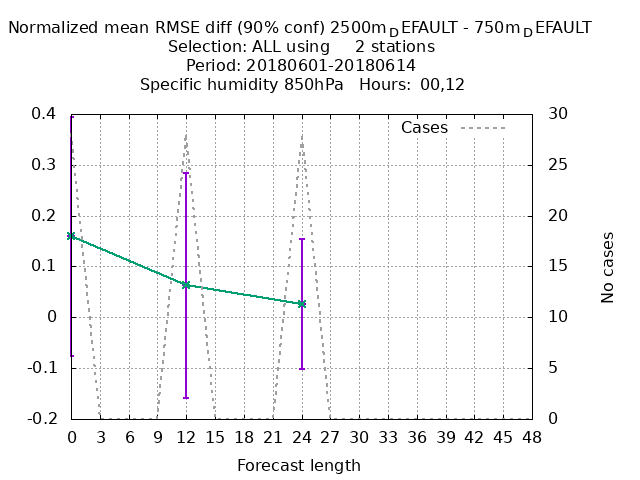 Normalized mean RMSE diff (90% conf) 2500m_DEFAULT - 750m_DEFAULT
Selection: ALL using 2 stations
Period: 20180601-20180614
Specific humidity 850hPa Hours: 00,12
Cases
0.4
0.3
0.2
0.1
0
-0.1
-0.2
30
25
20
15
10
5
0
No cases
0 3 6 9 12 15 18 21 24 27 30 33 36 39 42 45 48
Forecast length